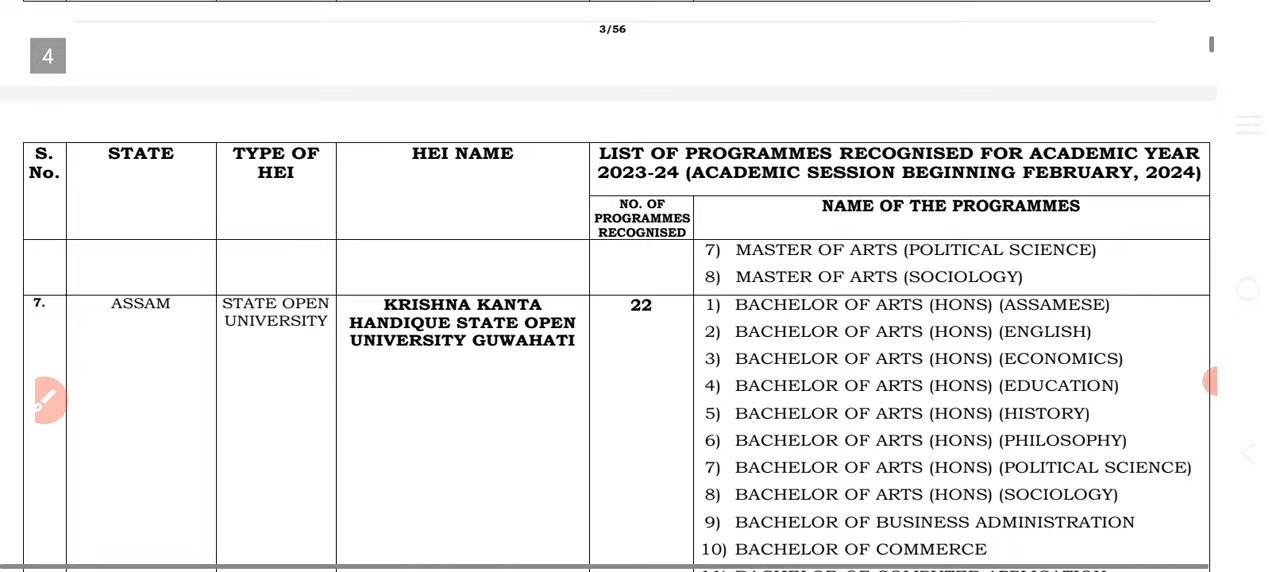 3/56
4
S. No.
STATE
TYPE OF HEI
HEI NAME
LIST OF PROGRAMMES RECOGNISED FOR ACADEMIC YEAR
2023-24 (ACADEMIC SESSION BEGINNING FEBRUARY, 2024)
NO. OF
PROGRAMMES
RECOGNISED
NAME OF THE PROGRAMMES
7) MASTER OF ARTS (POLITICAL SCIENCE)
8) MASTER OF ARTS (SOCIOLOGY)
7.
ASSAM
STATE OPEN
UNIVERSITY
KRISHNA KANTA
HANDIQUE STATE OPEN
UNIVERSITY GUWAHATI
22
1) BACHELOR OF ARTS (HONS) (ASSAMESE)
2) BACHELOR OF ARTS (HONS) (ENGLISH)
3) BACHELOR OF ARTS (HONS) (ECONOMICS)
4) BACHELOR OF ARTS (HONS) (EDUCATION)
5) BACHELOR OF ARTS (HONS) (HISTORY)
6) BACHELOR OF ARTS (HONS) (PHILOSOPHY)
7) BACHELOR OF ARTS (HONS) (POLITICAL SCIENCE)
8) BACHELOR OF ARTS (HONS) (SOCIOLOGY)
9) BACHELOR OF BUSINESS ADMINISTRATION
10) BACHELOR OF COMMERCE